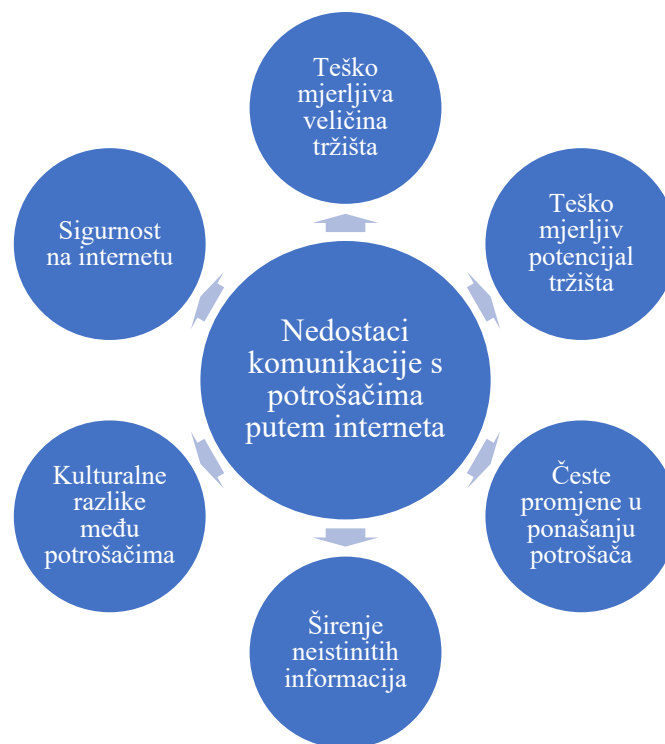 Teško
mjerljiva
veličina
tržišta
Sigurnost
na internetu
Teško
mjerljiv
potencijal
tržišta
Nedostaci
komunikacije s
potrošačima
putem interneta
Kulturalne
razlike
među
potrošačima
Česte
promjene u
ponašanju
potrošača
Širenje
neistinitih
informacija